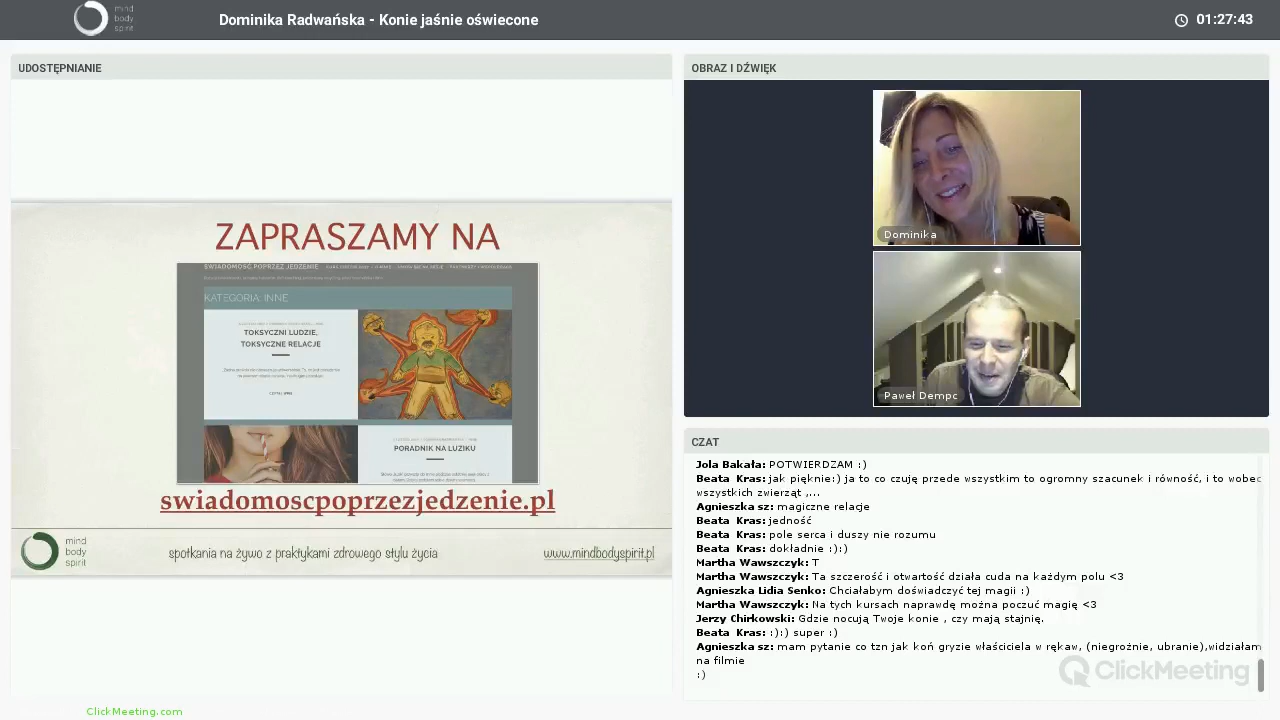 mind
body
spirit
Dominika Radwańska - Konie jaśnie oświecone
01:27:43
UDOSTĘPNIANIE
ZAPRASZAMY NA
ŚWIADOMOŚĆ POPRZEZ JEDZENIE
KATEGORIA: INNE
TOKSYCZNI LUDZIE,
TOKSYCZNE RELACJE
PORADNIK NA LUZIKU
swiadomoscpoprzezjedzenie.pl
mind
body
spirit
spotkania na żywo z praktykami zdrowego stylu życia
www.mindbodyspirit.pl
ClickMeeting.com
OBRAZ I DŹWIĘK
Dominika
Paweł Dempc
CZAT
Jola Bakała: POTWIERDZAM :)
Beata Kras: jak pięknie:) ja to co czuję przede wszystkim to ogromny szacunek i równość, i to wobec
wszystkich zwierząt ,...
Agnieszka sz: magiczne relacje
Beata Kras: jedność
Beata Kras: pole serca i duszy nie rozumu
Beata Kras: dokładnie :):)
Martha Wawszczyk: T
Martha Wawszczyk: Ta szczerość i otwartość działa cuda na każdym polu <3
Agnieszka Lidia Senko: Chciałabym doświadczyć tej magii :)
Martha Wawszczyk: Na tych kursach naprawdę można poczuć magię <3
Jerzy Chirkowski: Gdzie nocują Twoje konie , czy mają stajnię.
Beata Kras: :):) super :)
Agnieszka sz: mam pytanie co tzn jak koń gryzie właściciela w rękaw, (niegroźnie, ubranie),widziałam
na filmie
:)
ClickMeeting